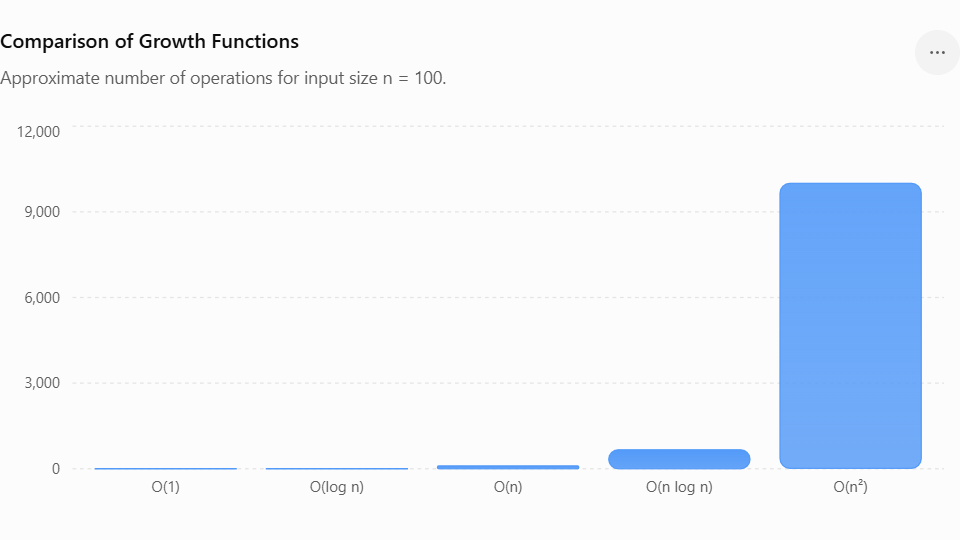 Comparison of Growth Functions
Approximate number of operations for input size n = 100.
12,000
9,000
6,000
3,000
0
O(1) O(log n) O(n) O(n log n) O(n²)